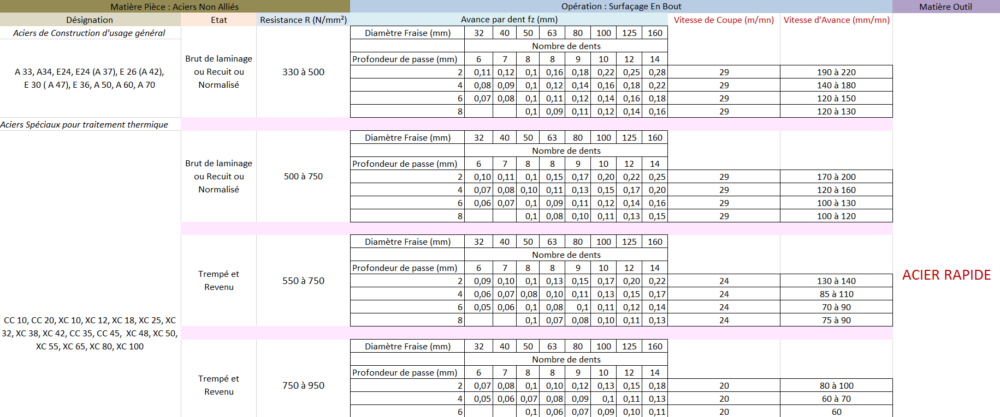 Matière Pièce : Aciers Non Alliés Opération : Surfaçage En Bout Matière Outil
Désignation Etat Resistance R (N/mm²) Avance par dent fz (mm) Vitesse de Coupe (m/mn) Vitesse d'Avance (mm/mn)
Aciers de Construction d'usage général Diamètre Fraise (mm) 32 40 50 63 80 100 125 160
Nombre de dents
Brut de laminage Profondeur de passe (mm) 6 7 8 8 9 10 12 14
A 33, A34, E24, E24 (A 37), E 26 (A 42), ou Recuit ou 330 à 500 2 0,11 0,12 0,1 0,16 0,18 0,22 0,25 0,28 29 190 à 220
E 30 ( A 47), E 36, A 50, A 60, A 70 Normalisé 4 0,08 0,09 0,1 0,12 0,14 0,16 0,18 0,22 29 140 à 180
6 0,07 0,08 0,1 0,11 0,12 0,14 0,16 0,18 29 120 à 150
8 0,1 0,09 0,11 0,12 0,14 0,16 29 120 à 130
Aciers Spéciaux pour traitement thermique
Diamètre Fraise (mm) 32 40 50 63 80 100 125 160
Nombre de dents
Brut de laminage Profondeur de passe (mm) 6 7 8 8 9 10 12 14
ou Recuit ou 500 à 750 2 0,10 0,11 0,1 0,15 0,17 0,20 0,22 0,25 29 170 à 200
Normalisé 4 0,07 0,08 0,10 0,11 0,13 0,15 0,17 0,20 29 120 à 160
6 0,06 0,07 0,1 0,09 0,11 0,12 0,14 0,16 29 100 à 130
8 0,1 0,08 0,10 0,11 0,13 0,15 29 100 à 120
Diamètre Fraise (mm) 32 40 50 63 80 100 125 160
Nombre de dents
Trempé et Profondeur de passe (mm) 6 7 8 8 9 10 12 14
Revenu 550 à 750 2 0,09 0,10 0,1 0,13 0,15 0,17 0,20 0,22 24 130 à 140 ACIER RAPIDE
4 0,06 0,07 0,08 0,10 0,11 0,13 0,15 0,17 24 85 à 110
6 0,05 0,06 0,1 0,08 0,1 0,11 0,12 0,14 24 70 à 90
CC 10, CC 20, XC 10, XC 12, XC 18, XC 25, XC 8 0,1 0,07 0,08 0,10 0,11 0,13 24 75 à 90
32, XC 38, XC 42, CC 35, CC 45, XC 48, XC 50,
XC 55, XC 65, XC 80, XC 100 Diamètre Fraise (mm) 32 40 50 63 80 100 125 160
Nombre de dents
Trempé et Profondeur de passe (mm) 6 7 8 8 9 10 12 14
Revenu 750 à 950 2 0,07 0,08 0,1 0,10 0,12 0,13 0,15 0,18 20 80 à 100
4 0,05 0,06 0,07 0,08 0,09 0,1 0,11 0,13 20 60 à 70
6 0,1 0,06 0,07 0,09 0,10 0,11 20 60